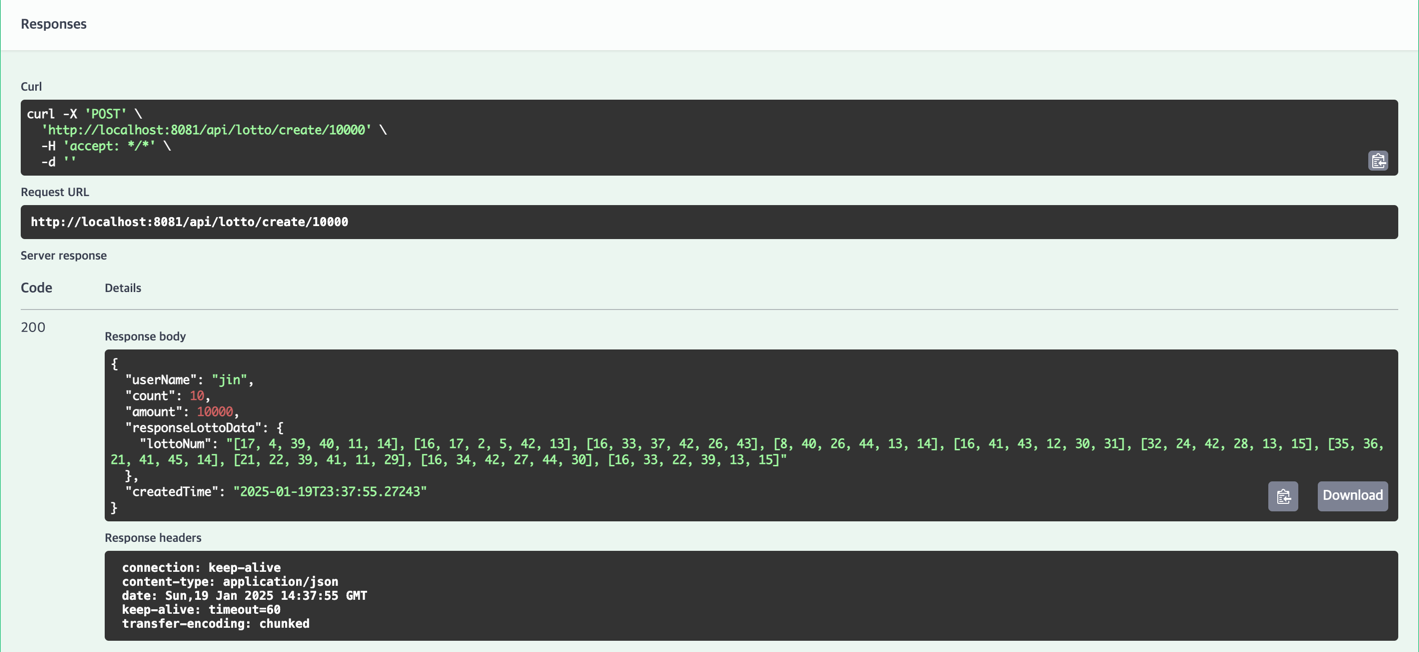 Responses
Curl
curl -X 'POST' \
  'http://localhost:8081/api/lotto/create/10000' \
  -H 'accept: */*' \
  -d ''
Request URL
http://localhost:8081/api/lotto/create/10000
Server response
Code Details
200
Response body
{
  "userName": "jin",
  "count": 10,
  "amount": 10000,
  "responseLottoData": {
    "lottoNum": "[17, 4, 39, 40, 11, 14], [16, 17, 2, 5, 42, 13], [16, 33, 37, 42, 26, 43], [8, 40, 26, 44, 13, 14], [16, 41, 43, 12, 30, 31], [32, 24, 42, 28, 13, 15], [35, 36,
21, 41, 45, 14], [21, 22, 39, 41, 11, 29], [16, 34, 42, 27, 44, 30], [16, 33, 22, 39, 13, 15]"
  },
  "createdTime": "2025-01-19T23:37:55.27243"
}
Download
Response headers
connection: keep-alive
content-type: application/json
date: Sun,19 Jan 2025 14:37:55 GMT
keep-alive: timeout=60
transfer-encoding: chunked